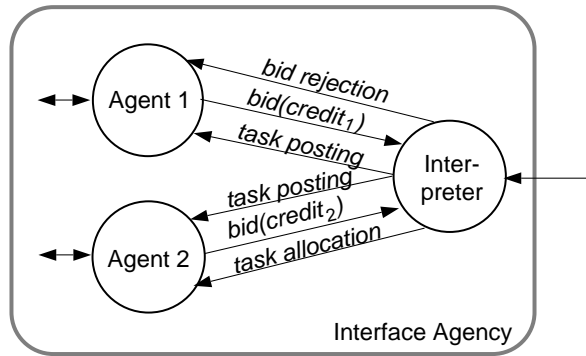 bid rejection
Agent 1
bid(credit₁)
task posting
Inter-
preter
task posting
bid(credit₂)
Agent 2
task allocation
Interface Agency